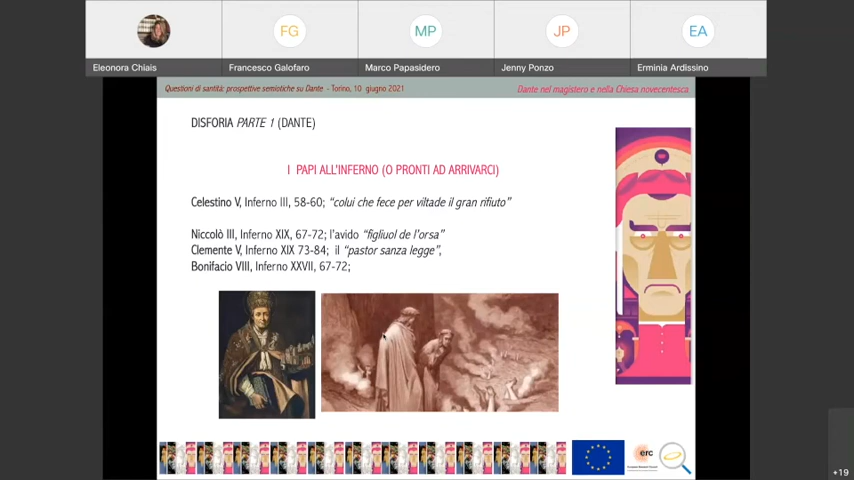 FG
MP
JP
EA
Eleonora Chiais
Francesco Galofaro
Marco Papasidero
Jenny Ponzo
Erminia Ardissino
Questioni di santità: prospettive semiotiche su Dante - Torino, 10 giugno 2021
Dante nel magistero e nella Chiesa novecentesca
DISFORIA PARTE 1 (DANTE)
I PAPI ALL'INFERNO (O PRONTI AD ARRIVARCI)
Celestino V, Inferno III, 58-60; “colui che fece per viltade il gran rifiuto”
Niccolò III, Inferno XIX, 67-72; l'avido “figliuol de l'orsa”
Clemente V, Inferno XIX 73-84; il “pastor sanza legge”,
Bonifacio VIII, Inferno XXVII, 67-72;
erc
+19